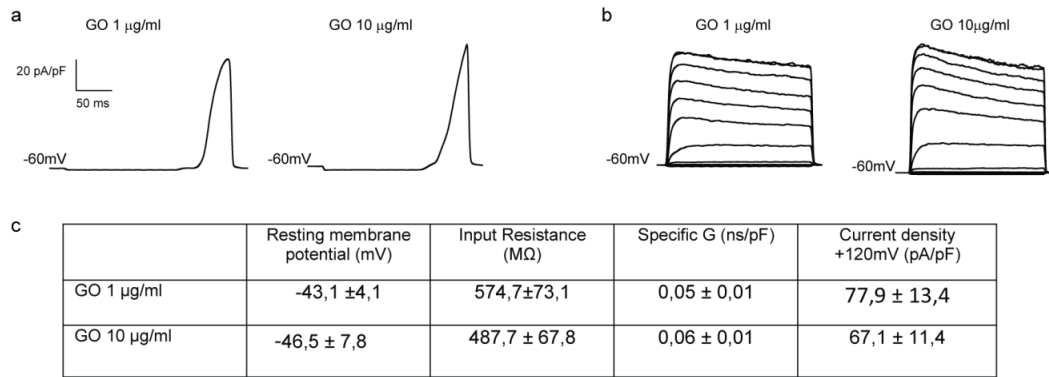 a
GO 1 μg/ml
GO 10 μg/ml
20 pA/pF
50 ms
-60mV
-60mV
b
GO 1 μg/ml
GO 10μg/ml
-60mV
-60mV
c
Resting membrane
potential (mV)
Input Resistance
(MΩ)
Specific G (ns/pF)
Current density
+120mV (pA/pF)
GO 1 μg/ml
-43,1 ±4,1
574,7±73,1
0,05 ± 0,01
77,9 ± 13,4
GO 10 μg/ml
-46,5 ± 7,8
487,7 ± 67,8
0,06 ± 0,01
67,1 ± 11,4